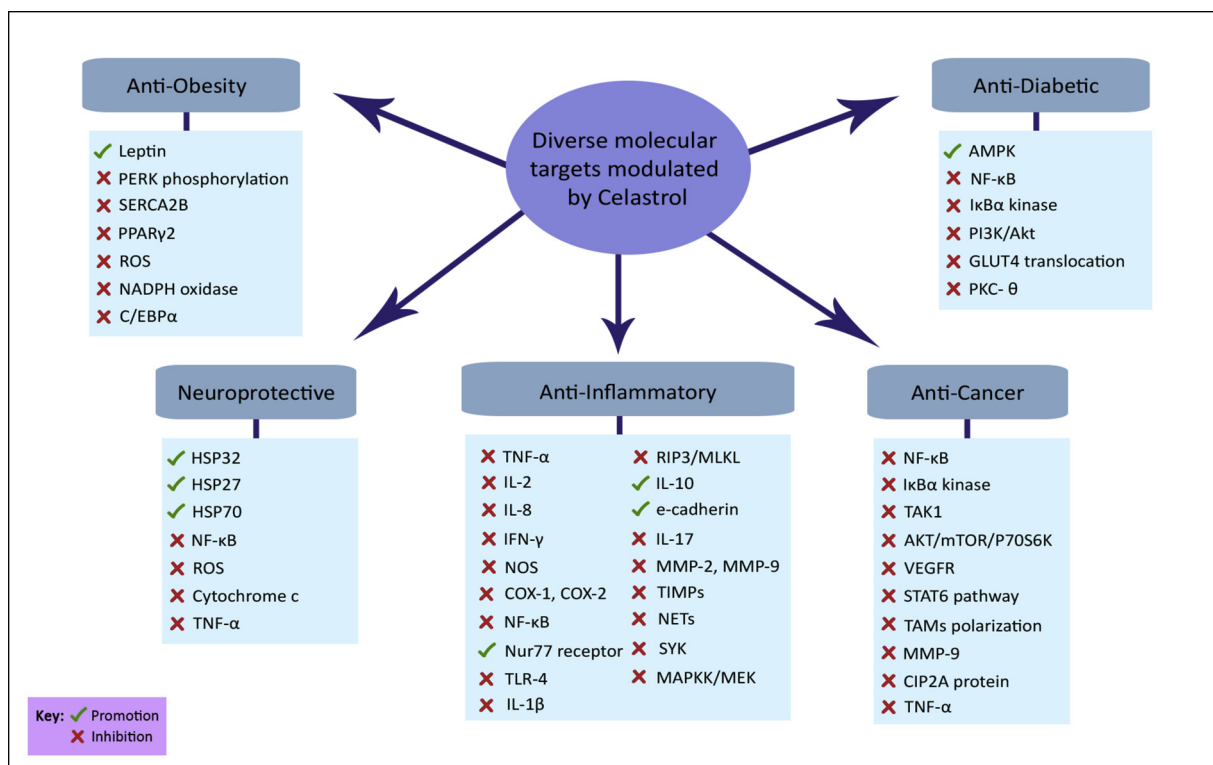 Diverse molecular
targets modulated
by Celastrol
Anti-Obesity
Leptin
PERK phosphorylation
SERCA2B
PPARγ2
ROS
NADPH oxidase
C/EBPα
Anti-Diabetic
AMPK
NF-κB
IκBα kinase
PI3K/Akt
GLUT4 translocation
PKC- θ
Neuroprotective
HSP32
HSP27
HSP70
NF-κB
ROS
Cytochrome c
TNF-α
Anti-Inflammatory
TNF-α
IL-2
IL-8
IFN-γ
NOS
COX-1, COX-2
NF-κB
Nur77 receptor
TLR-4
IL-1β
RIP3/MLKL
IL-10
e-cadherin
IL-17
MMP-2, MMP-9
TIMPs
NETs
SYK
MAPKK/MEK
Anti-Cancer
NF-κB
IκBα kinase
TAK1
AKT/mTOR/P70S6K
VEGFR
STAT6 pathway
TAMs polarization
MMP-9
CIP2A protein
TNF-α
Key: ✓ Promotion
✗ Inhibition